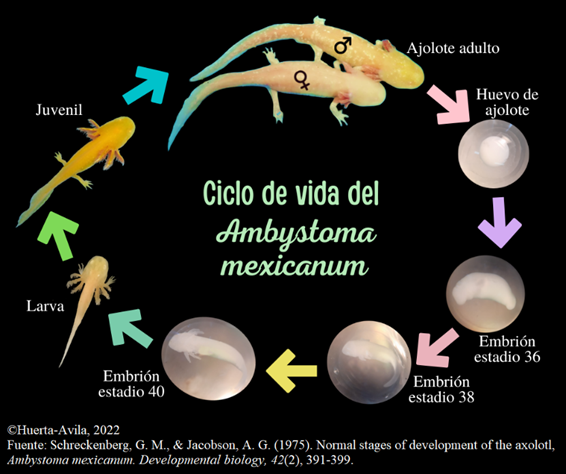 Ajolote adulto
♂
♀
Huevo de
ajolote
Juvenil
Ciclo de vida del
Ambystoma
mexicanum
Larva
Embrión
estadio 36
Embrión
estadio 38
Embrión
estadio 40
©Huerta-Avila, 2022
Fuente: Schreckenberg, G. M., & Jacobson, A. G. (1975). Normal stages of development of the axolotl,
Ambystoma mexicanum. Developmental biology, 42(2), 391-399.